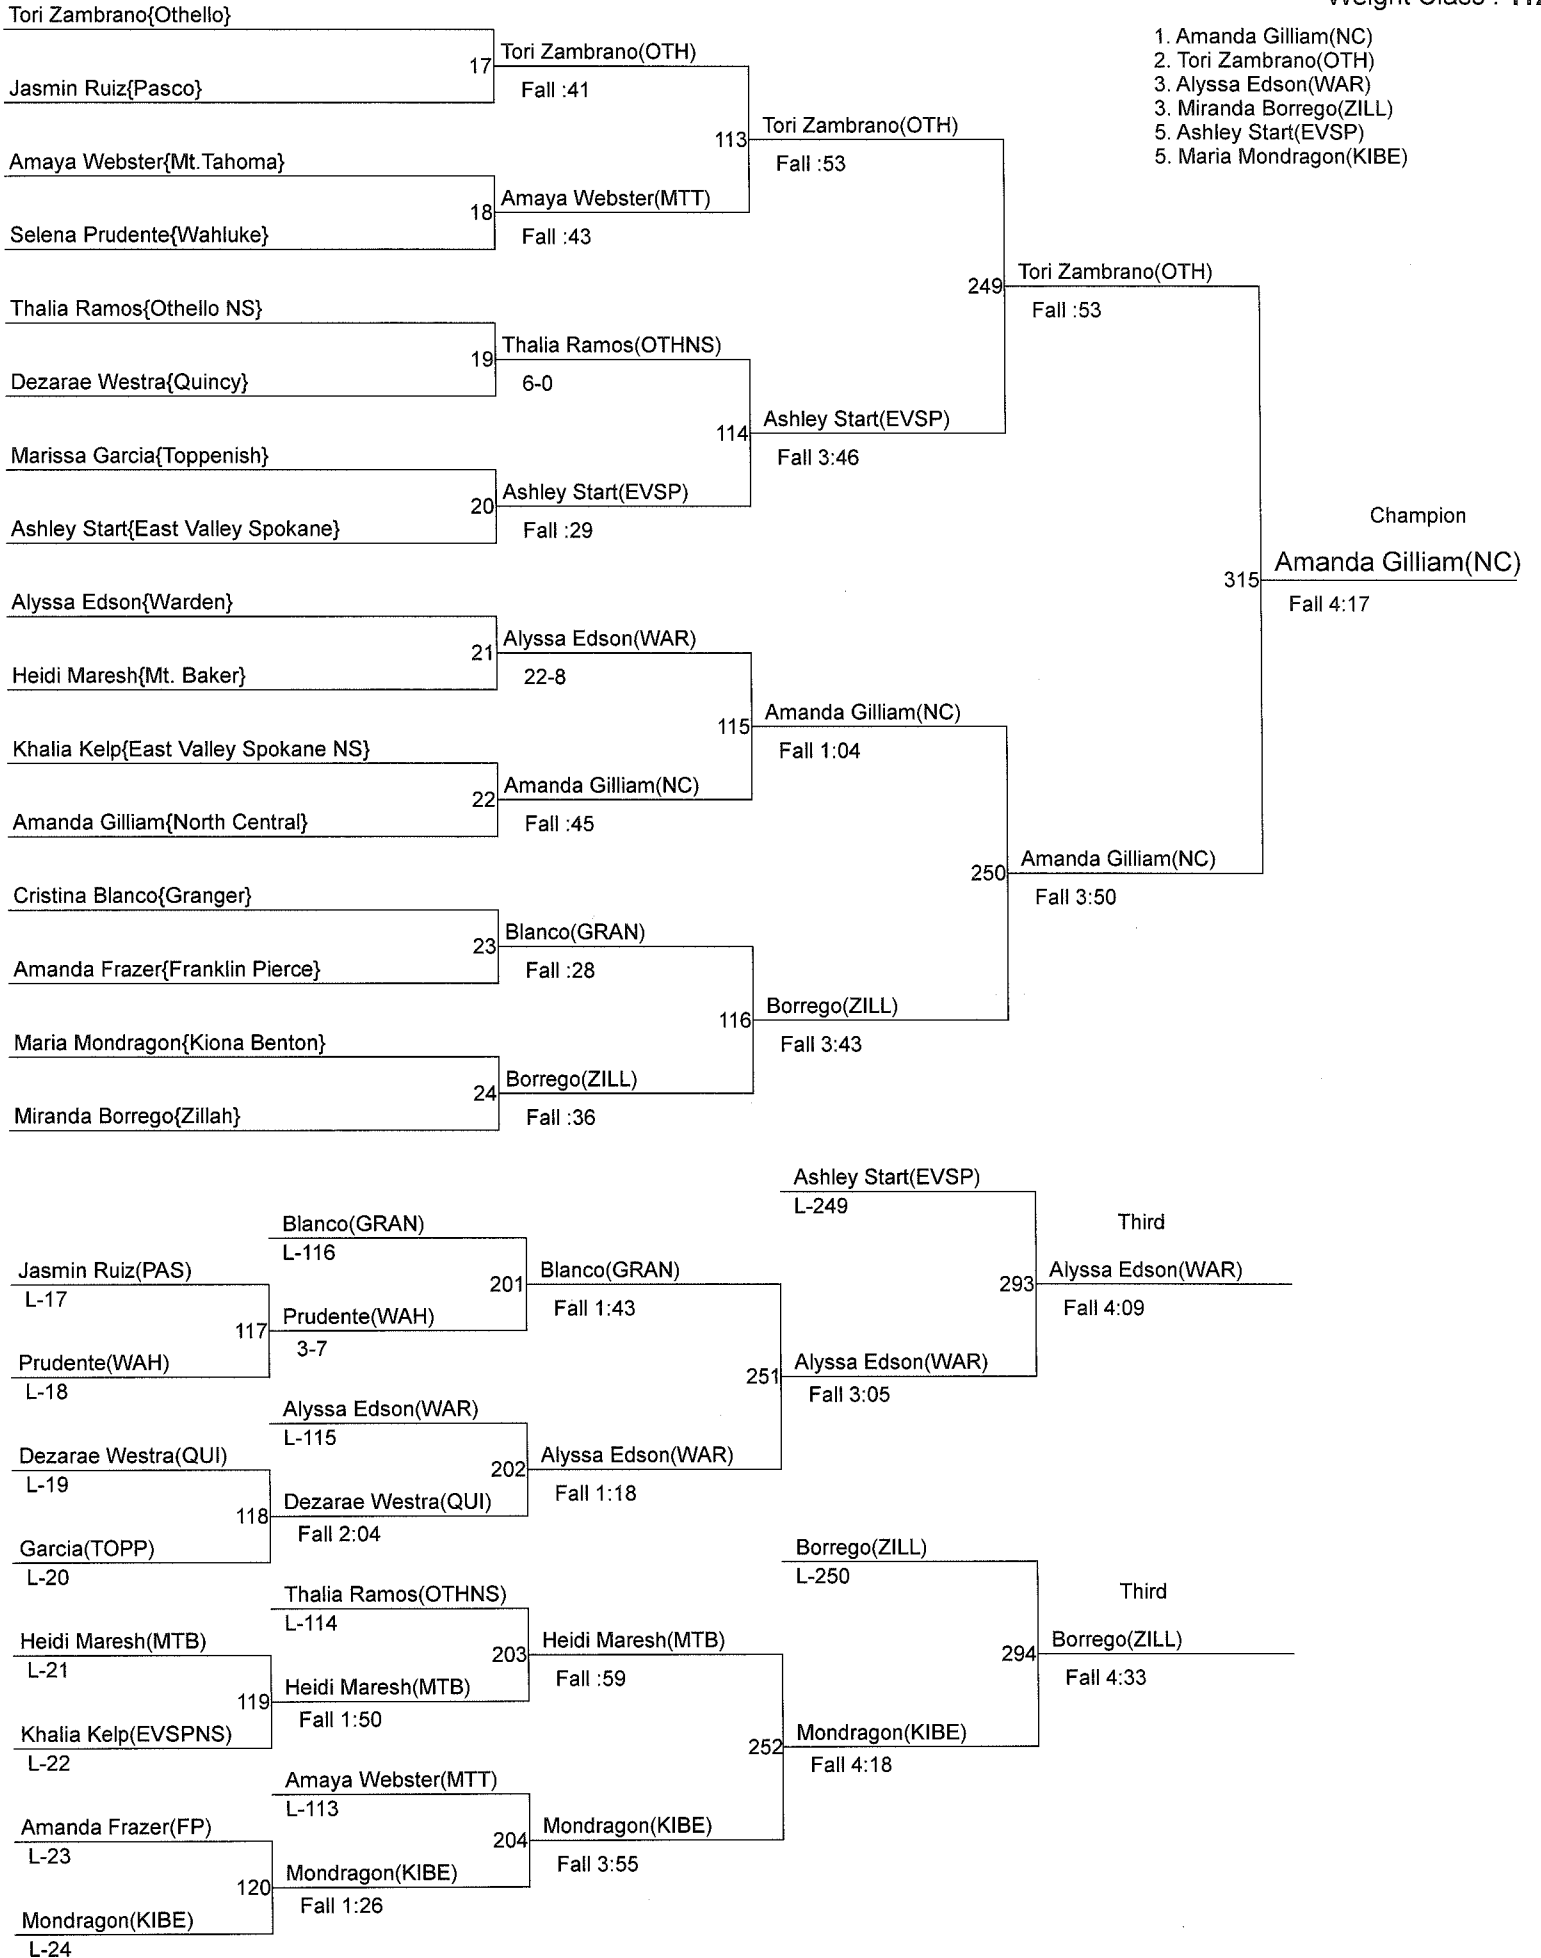 Weight Class :
1. Amanda Gilliam(NC)
2. Tori Zambrano(OTH)
3. Alyssa Edson(WAR)
3. Miranda Borrego(ZILL)
5. Ashley Start(EVSP)
5. Maria Mondragon(KIBE)
Tori Zambrano{Othello}
17 Tori Zambrano(OTH)
Fall :41
Jasmin Ruiz{Pasco}
113 Tori Zambrano(OTH)
Fall :53
Amaya Webster{Mt.Tahoma}
18 Amaya Webster(MTT)
Fall :43
Selena Prudente{Wahluke}
249 Tori Zambrano(OTH)
Fall :53
Thalia Ramos{Othello NS}
19 Thalia Ramos(OTHNS)
6-0
Dezarae Westra{Quincy}
114 Ashley Start(EVSP)
Fall 3:46
Marissa Garcia{Toppenish}
20 Ashley Start(EVSP)
Fall :29
Ashley Start{East Valley Spokane}
Champion
315 Amanda Gilliam(NC)
Fall 4:17
Alyssa Edson{Warden}
21 Alyssa Edson(WAR)
22-8
Heidi Maresh{Mt. Baker}
115 Amanda Gilliam(NC)
Fall 1:04
Khalia Kelp{East Valley Spokane NS}
22 Amanda Gilliam(NC)
Fall :45
Amanda Gilliam{North Central}
250 Amanda Gilliam(NC)
Fall 3:50
Cristina Blanco{Granger}
23 Blanco(GRAN)
Fall :28
Amanda Frazer{Franklin Pierce}
116 Borrego(ZILL)
Fall 3:43
Maria Mondragon{Kiona Benton}
24 Borrego(ZILL)
Fall :36
Miranda Borrego{Zillah}
Ashley Start(EVSP)
L-249
Third
Blanco(GRAN)
L-116
Jasmin Ruiz(PAS)
L-17
201 Blanco(GRAN)
Fall 1:43
293 Alyssa Edson(WAR)
Fall 4:09
117 Prudente(WAH)
3-7
Prudente(WAH)
L-18
251 Alyssa Edson(WAR)
Fall 3:05
Alyssa Edson(WAR)
L-115
Dezarae Westra(QUI)
L-19
202 Alyssa Edson(WAR)
Fall 1:18
118 Dezarae Westra(QUI)
Fall 2:04
Garcia(TOPP)
L-20
Borrego(ZILL)
L-250
Third
Thalia Ramos(OTHNS)
L-114
Heidi Maresh(MTB)
L-21
203 Heidi Maresh(MTB)
Fall :59
294 Borrego(ZILL)
Fall 4:33
119 Heidi Maresh(MTB)
Fall 1:50
Khalia Kelp(EVSPNS)
L-22
252 Mondragon(KIBE)
Fall 4:18
Amaya Webster(MTT)
L-113
Amanda Frazer(FP)
L-23
204 Mondragon(KIBE)
Fall 3:55
120 Mondragon(KIBE)
Fall 1:26
Mondragon(KIBE)
L-24